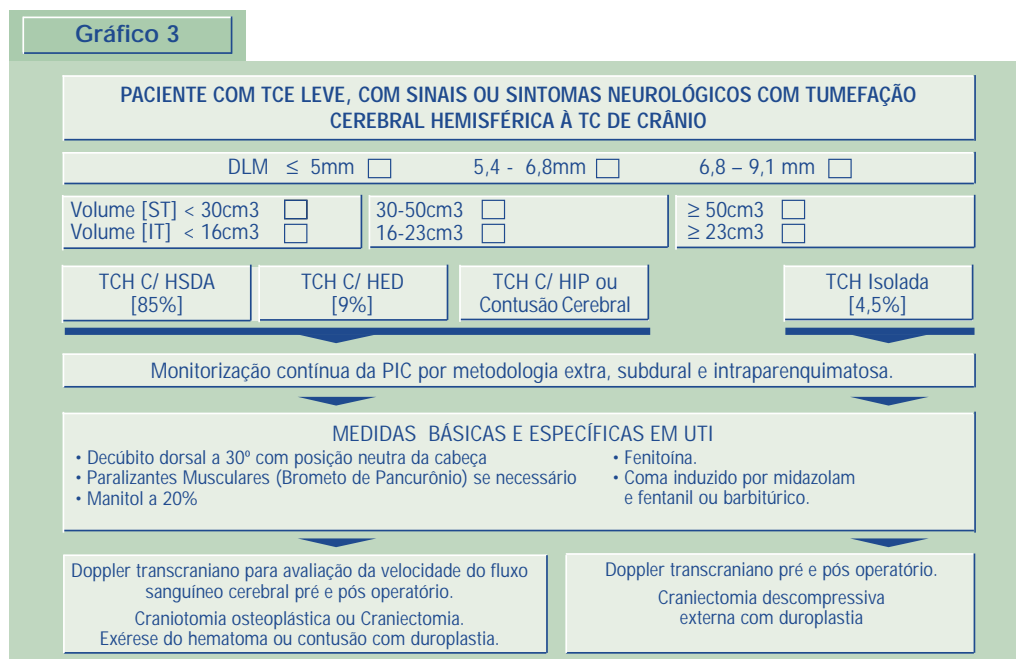 Gráfico 3
PACIENTE COM TCE LEVE, COM SINAIS OU SINTOMAS NEUROLÓGICOS COM TUMEFAÇÃO
CEREBRAL HEMISFÉRICA À TC DE CRÂNIO
DLM ≤ 5mm 5,4 - 6,8mm 6,8 – 9,1 mm
Volume [ST] < 30cm3
Volume [IT] < 16cm3
30-50cm3
16-23cm3
≥ 50cm3
≥ 23cm3
TCH C/ HSDA
[85%]
TCH C/ HED
[9%]
TCH C/ HIP ou
Contusão Cerebral
TCH Isolada
[4,5%]
Monitorização contínua da PIC por metodologia extra, subdural e intraparenquimatosa.
MEDIDAS BÁSICAS E ESPECÍFICAS EM UTI
• Decúbito dorsal a 30º com posição neutra da cabeça
• Paralizantes Musculares (Brometo de Pancurônio) se necessário
• Manitol a 20%
• Fenitoína.
• Coma induzido por midazolam
e fentanil ou barbitúrico.
Doppler transcraniano para avaliação da velocidade do fluxo
sanguíneo cerebral pré e pós operatório.
Craniotomia osteoplástica ou Craniectomia.
Exérese do hematoma ou contusão com duroplastia.
Doppler transcraniano pré e pós operatório.
Craniectomia descompressiva
externa com duroplastia